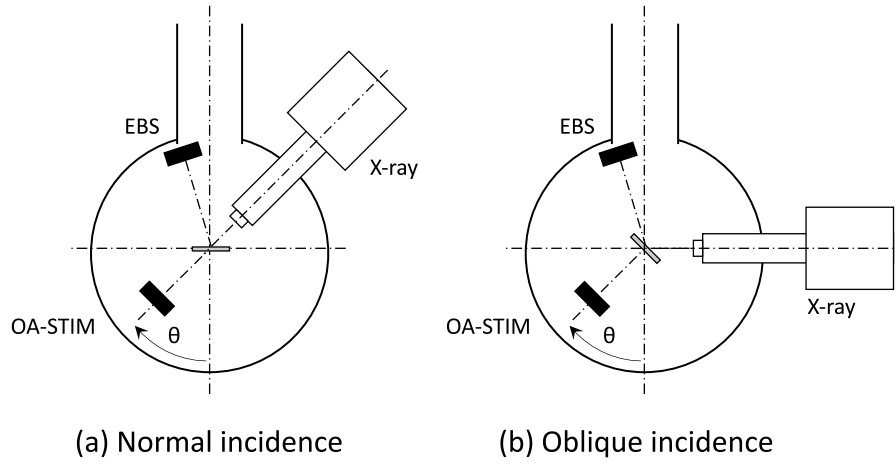 EBS
X-ray
OA-STIM
θ
(a) Normal incidence
EBS
X-ray
OA-STIM
θ
(b) Oblique incidence